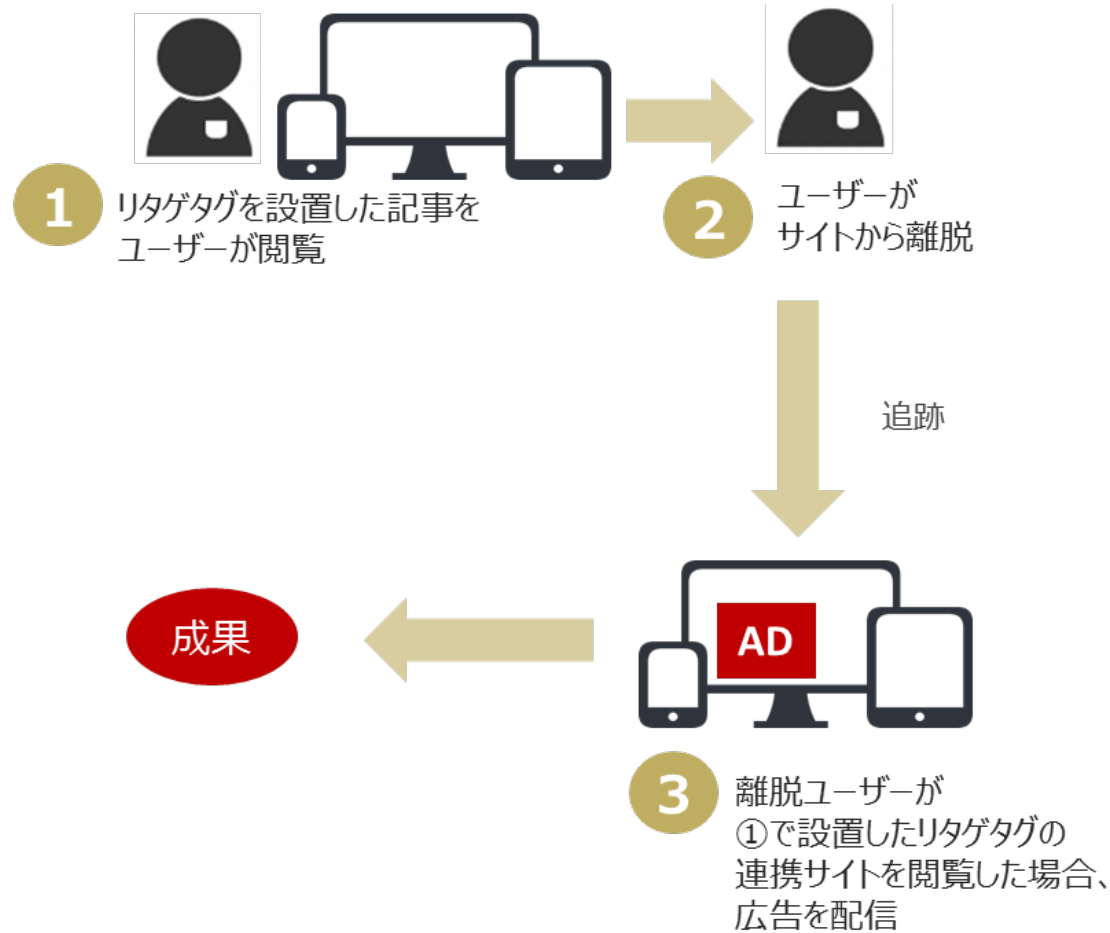 1
リタゲタグを設置した記事を
ユーザーが閲覧
2
ユーザーが
サイトから離脱
追跡
AD
3
離脱ユーザーが
①で設置したリタゲタグの
連携サイトを閲覧した場合、
広告を配信
成果